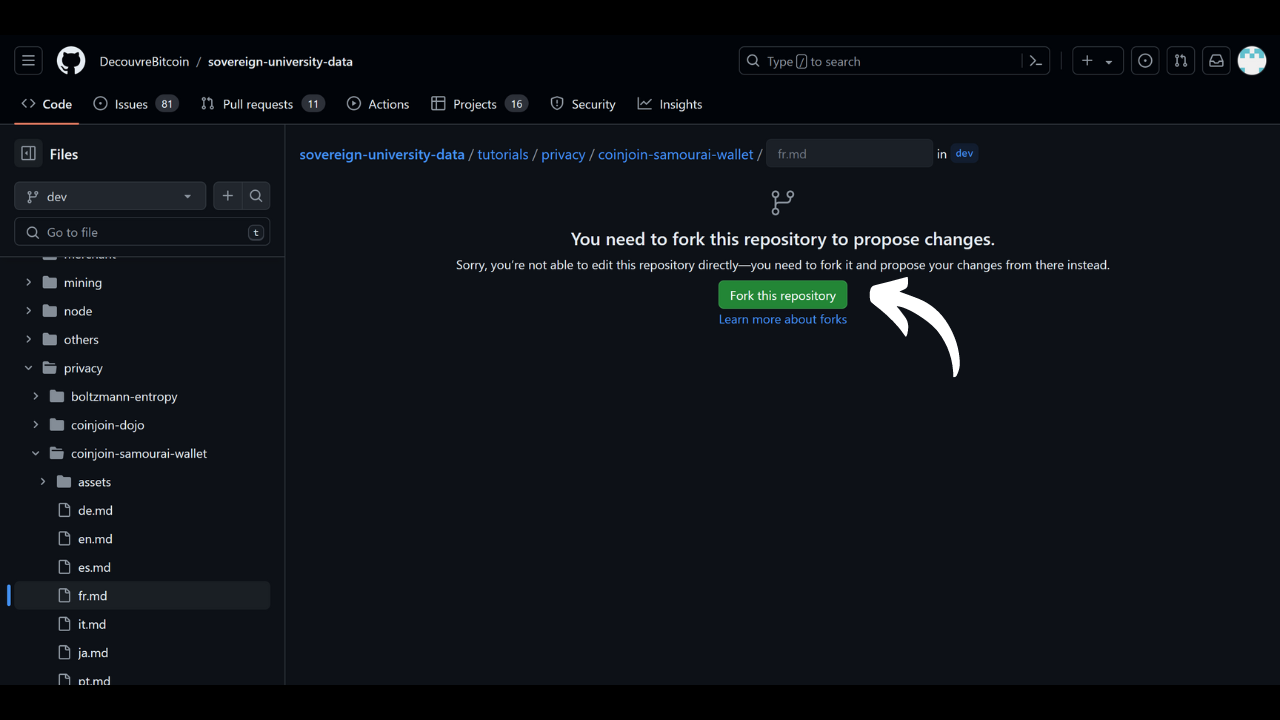 DecouvreBitcoin / sovereign-university-data
Type / to search
Code
Issues 81
Pull requests 11
Actions
Projects 16
Security
Insights
Files
dev
Go to file
t
merchant
mining
node
others
privacy
boltzmann-entropy
coinjoin-dojo
coinjoin-samourai-wallet
assets
de.md
en.md
es.md
fr.md
it.md
ja.md
pt.md
sovereign-university-data / tutorials / privacy / coinjoin-samourai-wallet / fr.md in dev
You need to fork this repository to propose changes.
Sorry, you're not able to edit this repository directly—you need to fork it and propose your changes from there instead.
Fork this repository
Learn more about forks